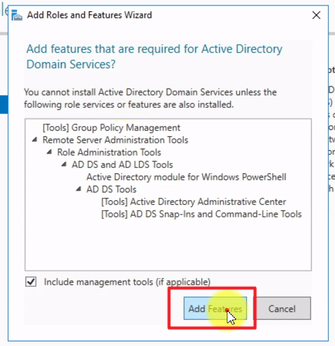 Add Roles and Features Wizard
Add features that are required for Active Directory
Domain Services?
You cannot install Active Directory Domain Services unless the
following role services or features are also installed.
[Tools] Group Policy Management
Remote Server Administration Tools
Role Administration Tools
AD DS and AD LDS Tools
Active Directory module for Windows PowerShell
AD DS Tools
[Tools] Active Directory Administrative Center
[Tools] AD DS Snap-Ins and Command-Line Tools
Include management tools (if applicable)
Add Features
Cancel